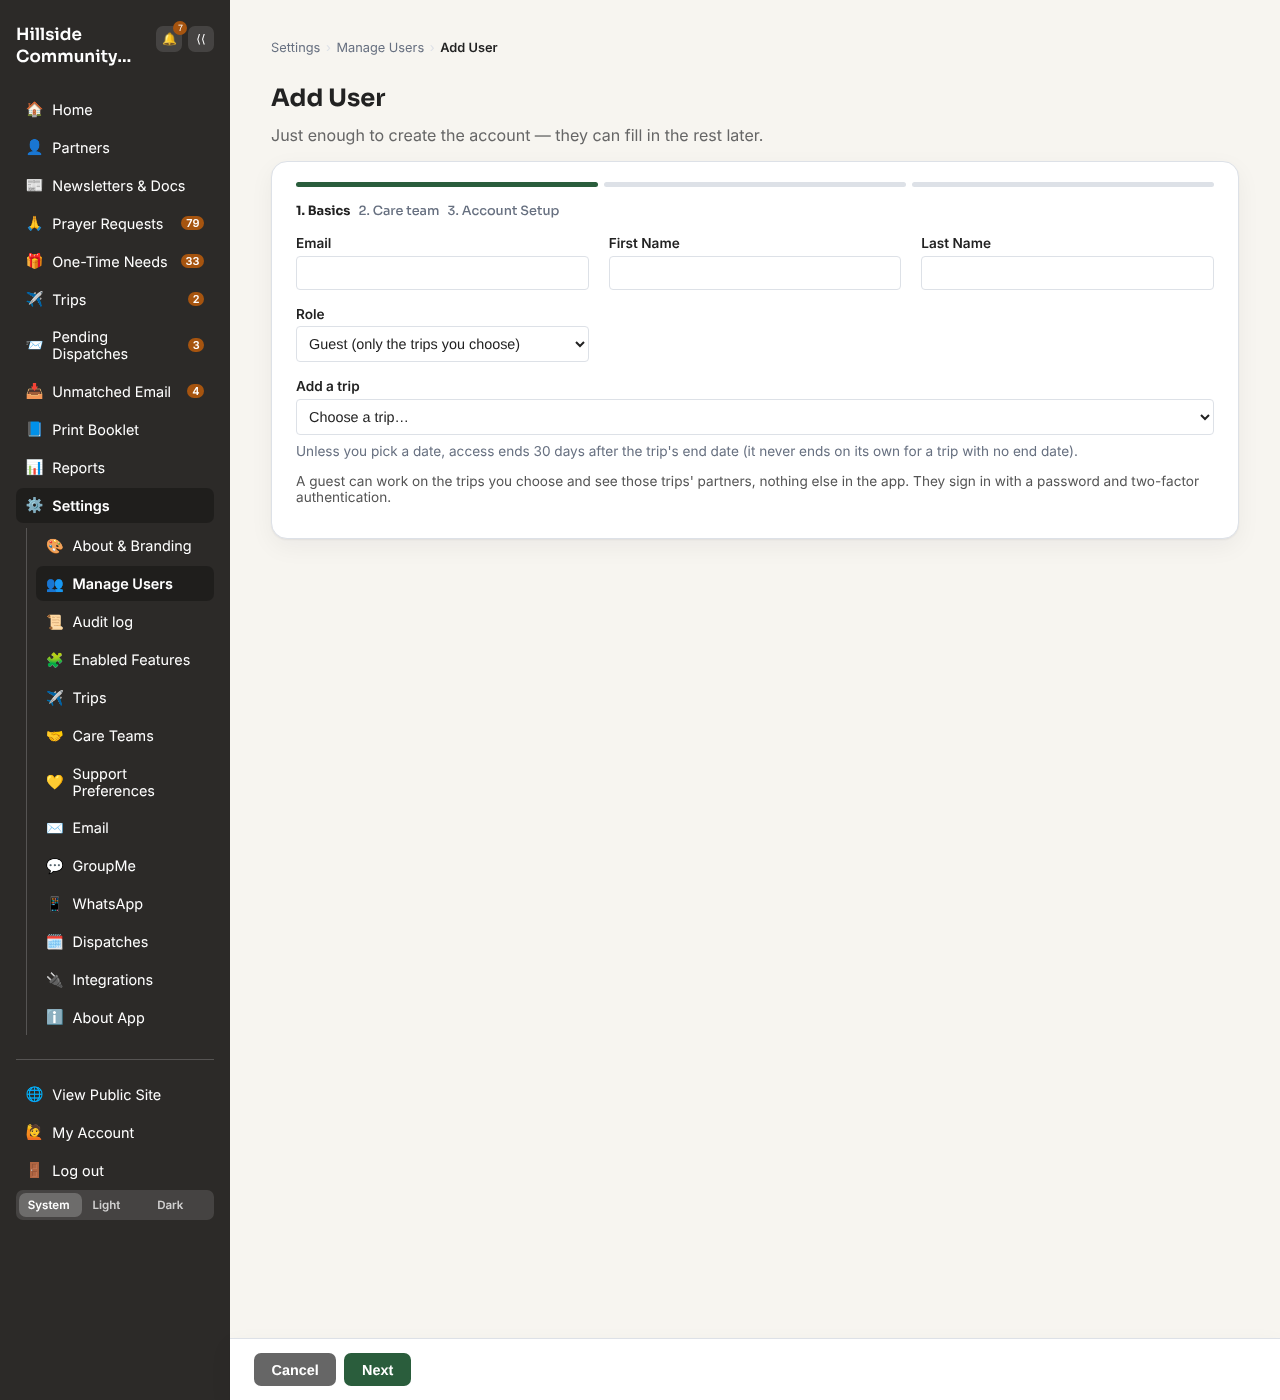 Hillside
Community...
7
⟨⟨
Home
Partners
Newsletters & Docs
Prayer Requests 79
One-Time Needs 33
Trips 2
Pending
Dispatches 3
Unmatched Email 4
Print Booklet
Reports
Settings
About & Branding
Manage Users
Audit log
Enabled Features
Trips
Care Teams
Support
Preferences
Email
GroupMe
WhatsApp
Dispatches
Integrations
About App
View Public Site
My Account
Log out
System Light Dark
Settings › Manage Users › Add User
Add User
Just enough to create the account — they can fill in the rest later.
1. Basics 2. Care team 3. Account Setup
Email First Name Last Name
Role
Guest (only the trips you choose)
Add a trip
Choose a trip…
Unless you pick a date, access ends 30 days after the trip's end date (it never ends on its own for a trip with no end date).
A guest can work on the trips you choose and see those trips' partners, nothing else in the app. They sign in with a password and two-factor
authentication.
Cancel Next